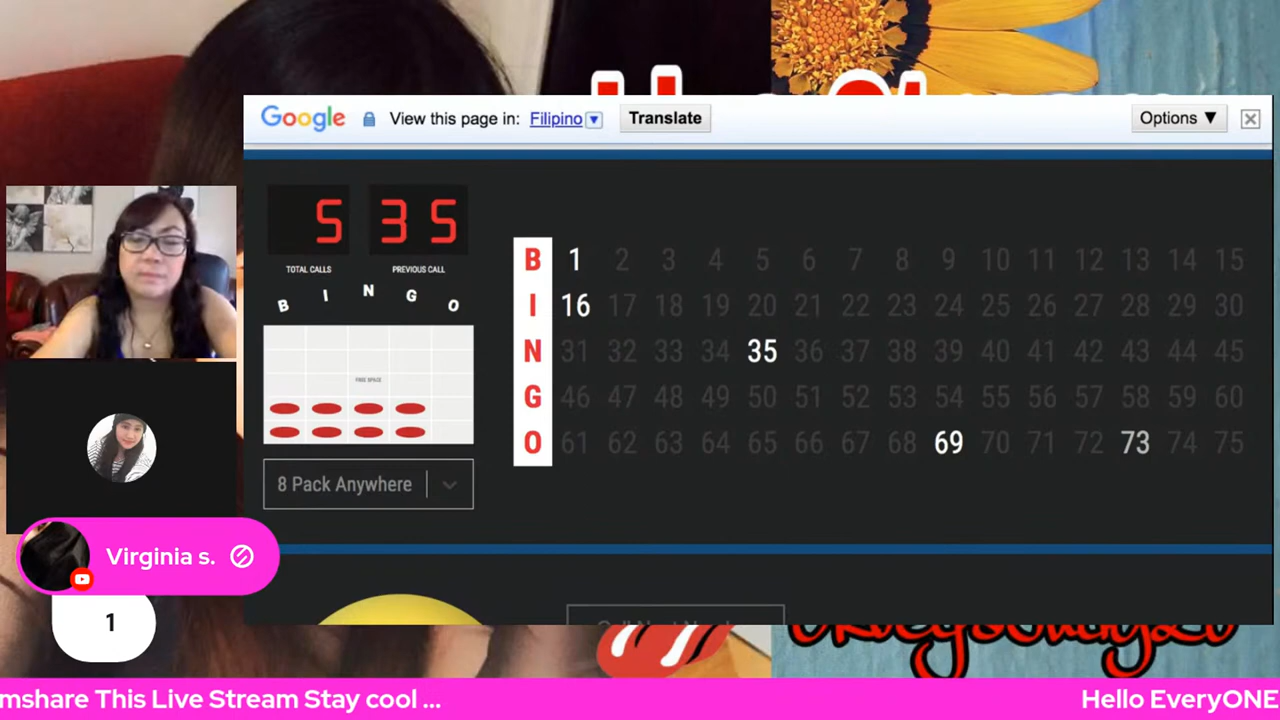 Google View this page in: Filipino ▼ Translate Options ▼
5 35
TOTAL CALLS PREVIOUS CALL
B I N G O
FREE SPACE
8 Pack Anywhere
B 1 2 3 4 5 6 7 8 9 10 11 12 13 14 15
I 16 17 18 19 20 21 22 23 24 25 26 27 28 29 30
N 31 32 33 34 35 36 37 38 39 40 41 42 43 44 45
G 46 47 48 49 50 51 52 53 54 55 56 57 58 59 60
O 61 62 63 64 65 66 67 68 69 70 71 72 73 74 75
Virginia s.
1
mshare This Live Stream Stay cool ...
Hello EveryONE